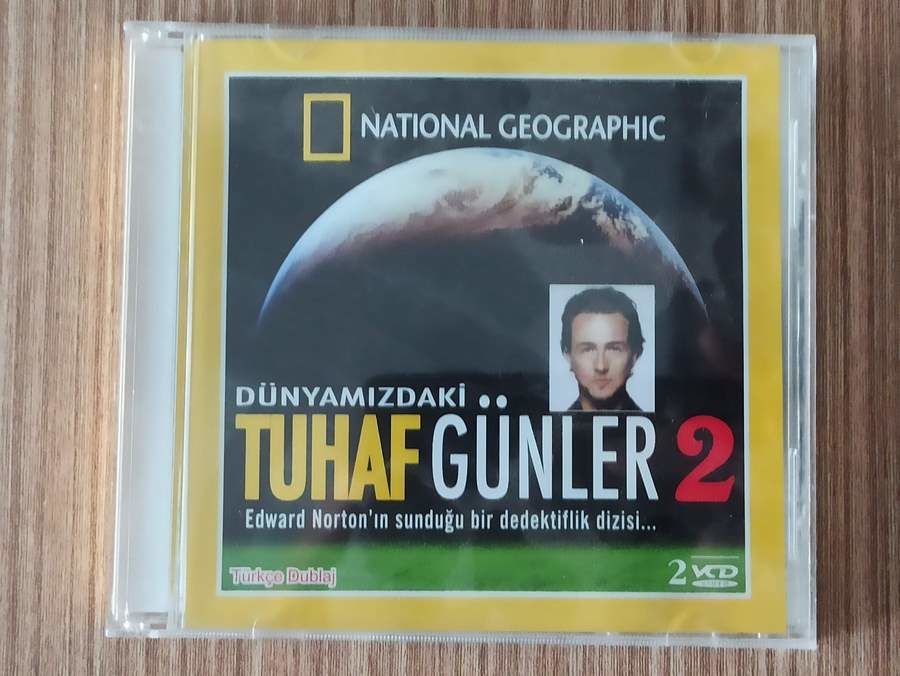 NATIONAL GEOGRAPHIC
DÜNYAMIZDAKİ
TUHAF GÜNLER 2
Edward Norton'ın sunduğu bir dedektiflik dizisi...
Türkçe Dublaj
2 VCD